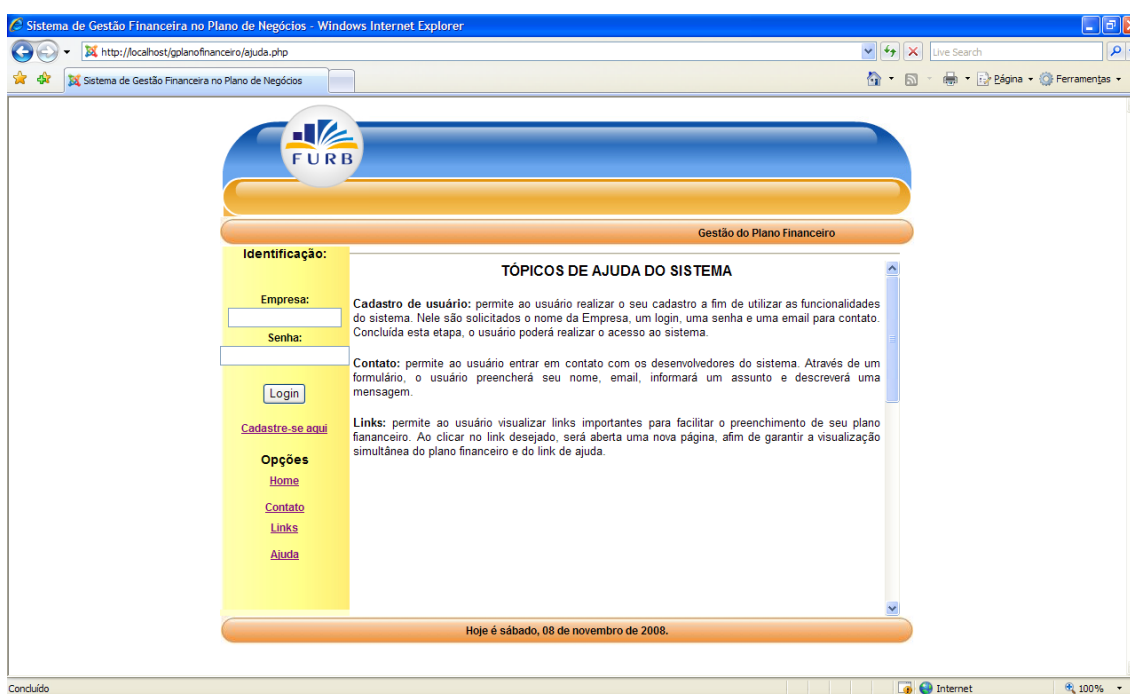 Sistema de Gestão Financeira no Plano de Negócios - Windows Internet Explorer
http://localhost/gplanofinanceiro/ajuda.php
Live Search
Sistema de Gestão Financeira no Plano de Negócios
Página
Ferramentas
FURB
Gestão do Plano Financeiro
Identificação:
Empresa:
Senha:
Login
Cadastre-se aqui
Opções
Home
Contato
Links
Ajuda
TÓPICOS DE AJUDA DO SISTEMA
Cadastro de usuário: permite ao usuário realizar o seu cadastro a fim de utilizar as funcionalidades
do sistema. Nele são solicitados o nome da Empresa, um login, uma senha e uma email para contato.
Concluída esta etapa, o usuário poderá realizar o acesso ao sistema.
Contato: permite ao usuário entrar em contato com os desenvolvedores do sistema. Através de um
formulário, o usuário preencherá seu nome, email, informará um assunto e descreverá uma
mensagem.
Links: permite ao usuário visualizar links importantes para facilitar o preenchimento de seu plano
fiananceiro. Ao clicar no link desejado, será aberta uma nova página, afim de garantir a visualização
simultânea do plano financeiro e do link de ajuda.
Hoje é sábado, 08 de novembro de 2008.
Concluído
Internet
100%